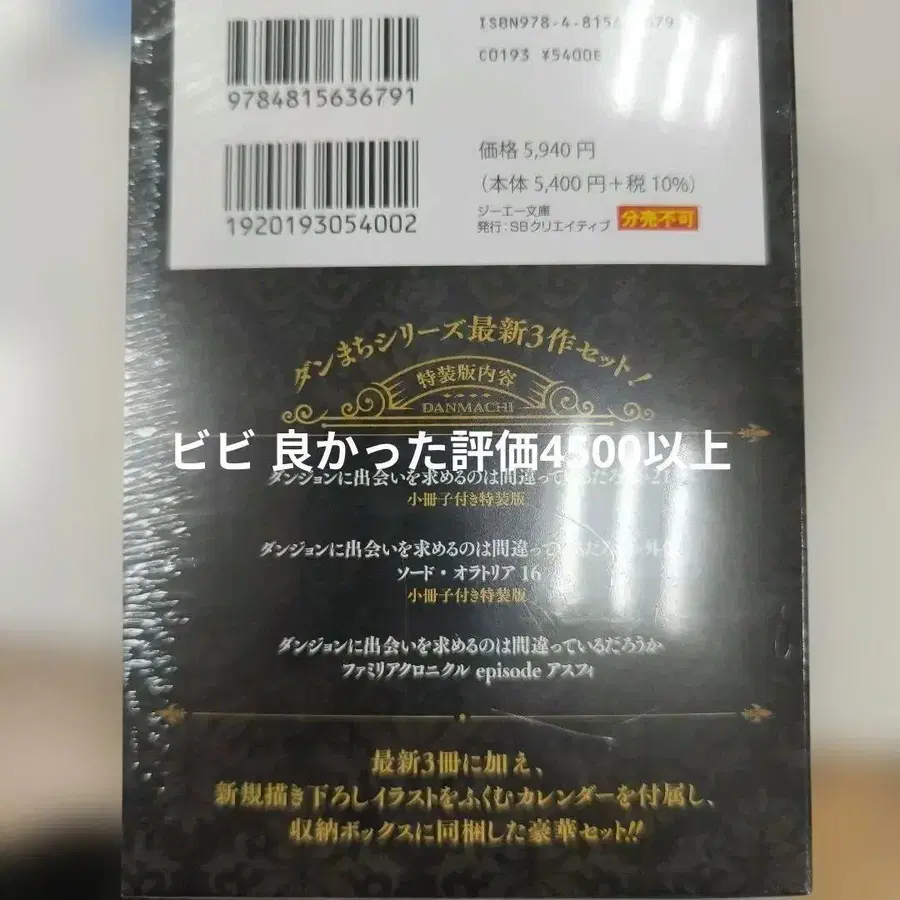 ISBN978-4-815
9784815636791
C0193 ¥5400E
価格 5,940 円
(本体 5,400 円+税 10%)
1920193054002
ジーエー文庫
発行:SBクリエイティブ
分売不可
ダンまちシリーズ最新3作セット!
特装版内容
DANMACHI
ビビ 良かった評価4500以上
ダンジョンに出会いを求めるのは間違っているだろうか21
小冊子付き特装版
ダンジョンに出会いを求めるのは間違って
ソード・オラトリア 16
小冊子付き特装版
ダンジョンに出会いを求めるのは間違っているだろうか
ファミリアクロニクル episode アスフィ
最新3冊に加え、
新規描き下ろしイラストをふくむカレンダーを付属し、
収納ボックスに同梱した豪華セット!!